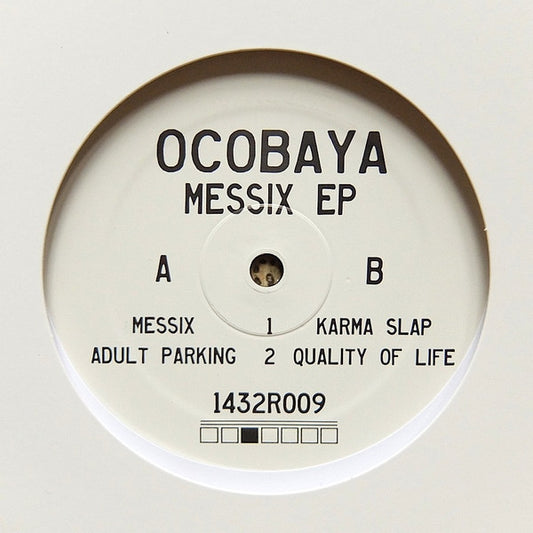 OCOBAYA
MESSIX EP
A B
MESSIX 1 KARMA SLAP
ADULT PARKING 2 QUALITY OF LIFE
1432R009